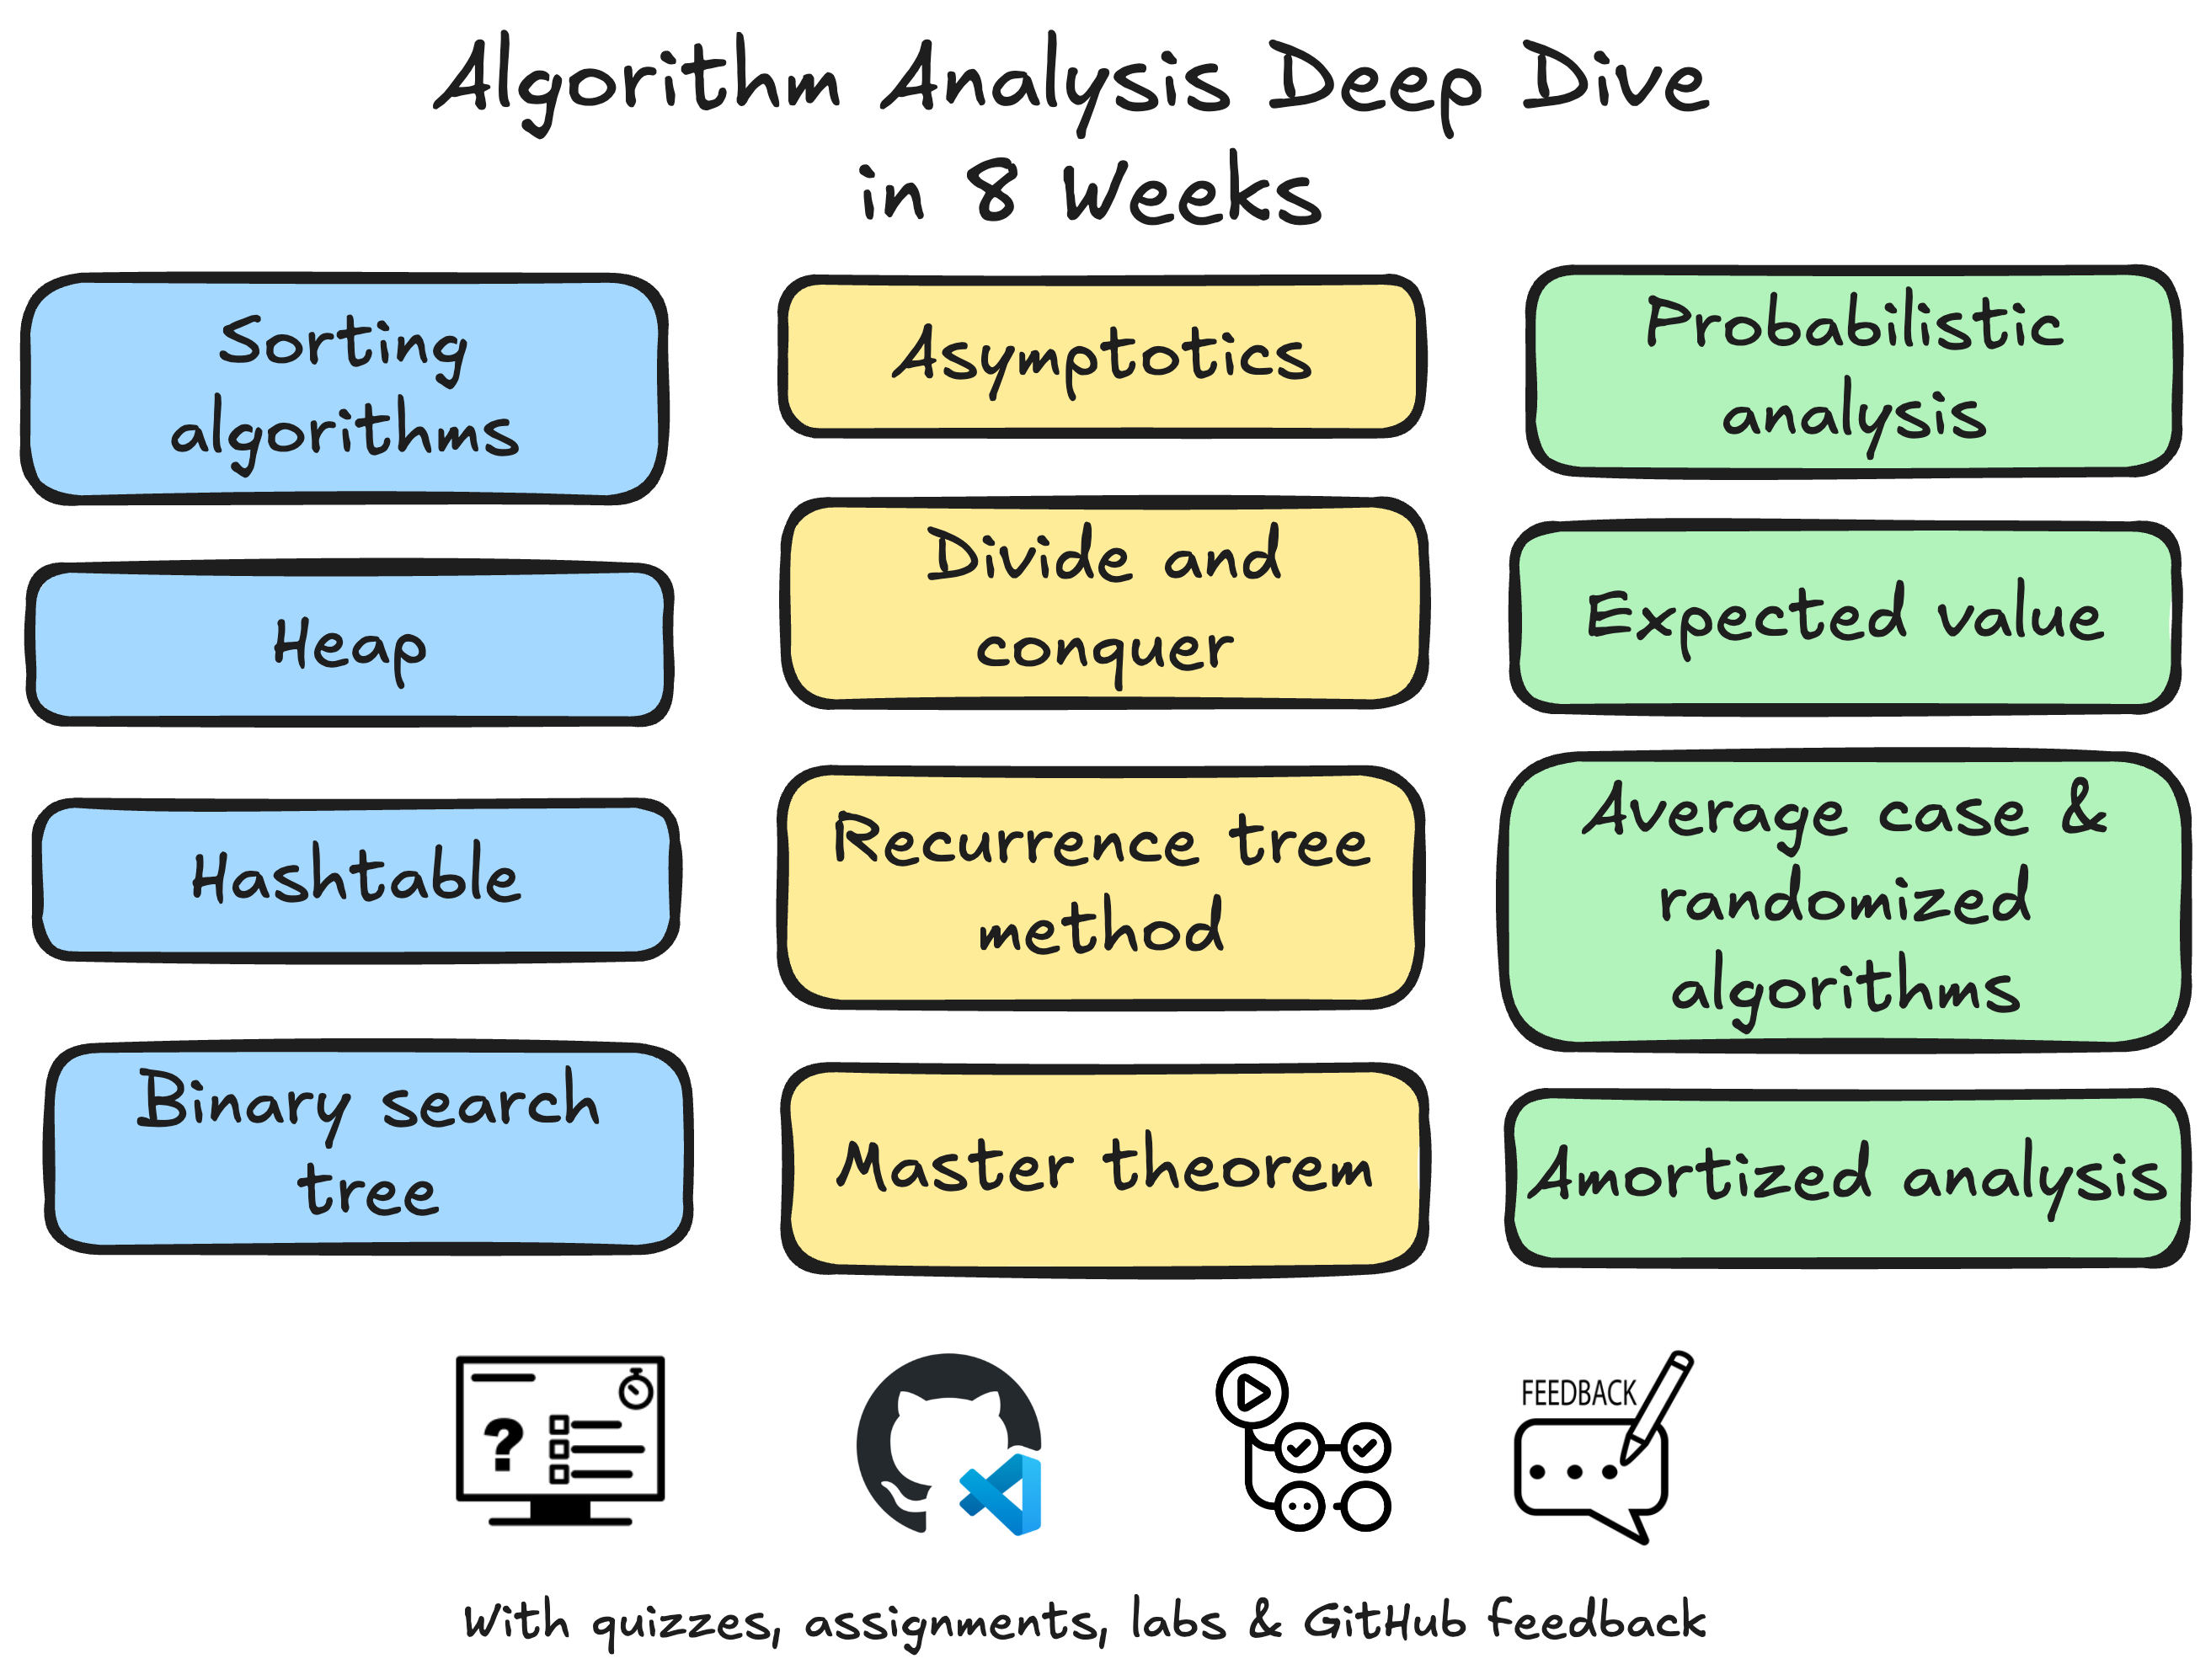 Algorithm Analysis Deep Dive
in 8 Weeks
Sorting
algorithms
Heap
Hashtable
Binary search
tree
Asymptotics
Divide and
conquer
Recurrence tree
method
Master theorem
Probabilistic
analysis
Expected value
Average case &
randomized
algorithms
Amortized analysis
?
FEEDBACK
With quizzes, assignments, labs & GitHub feedback